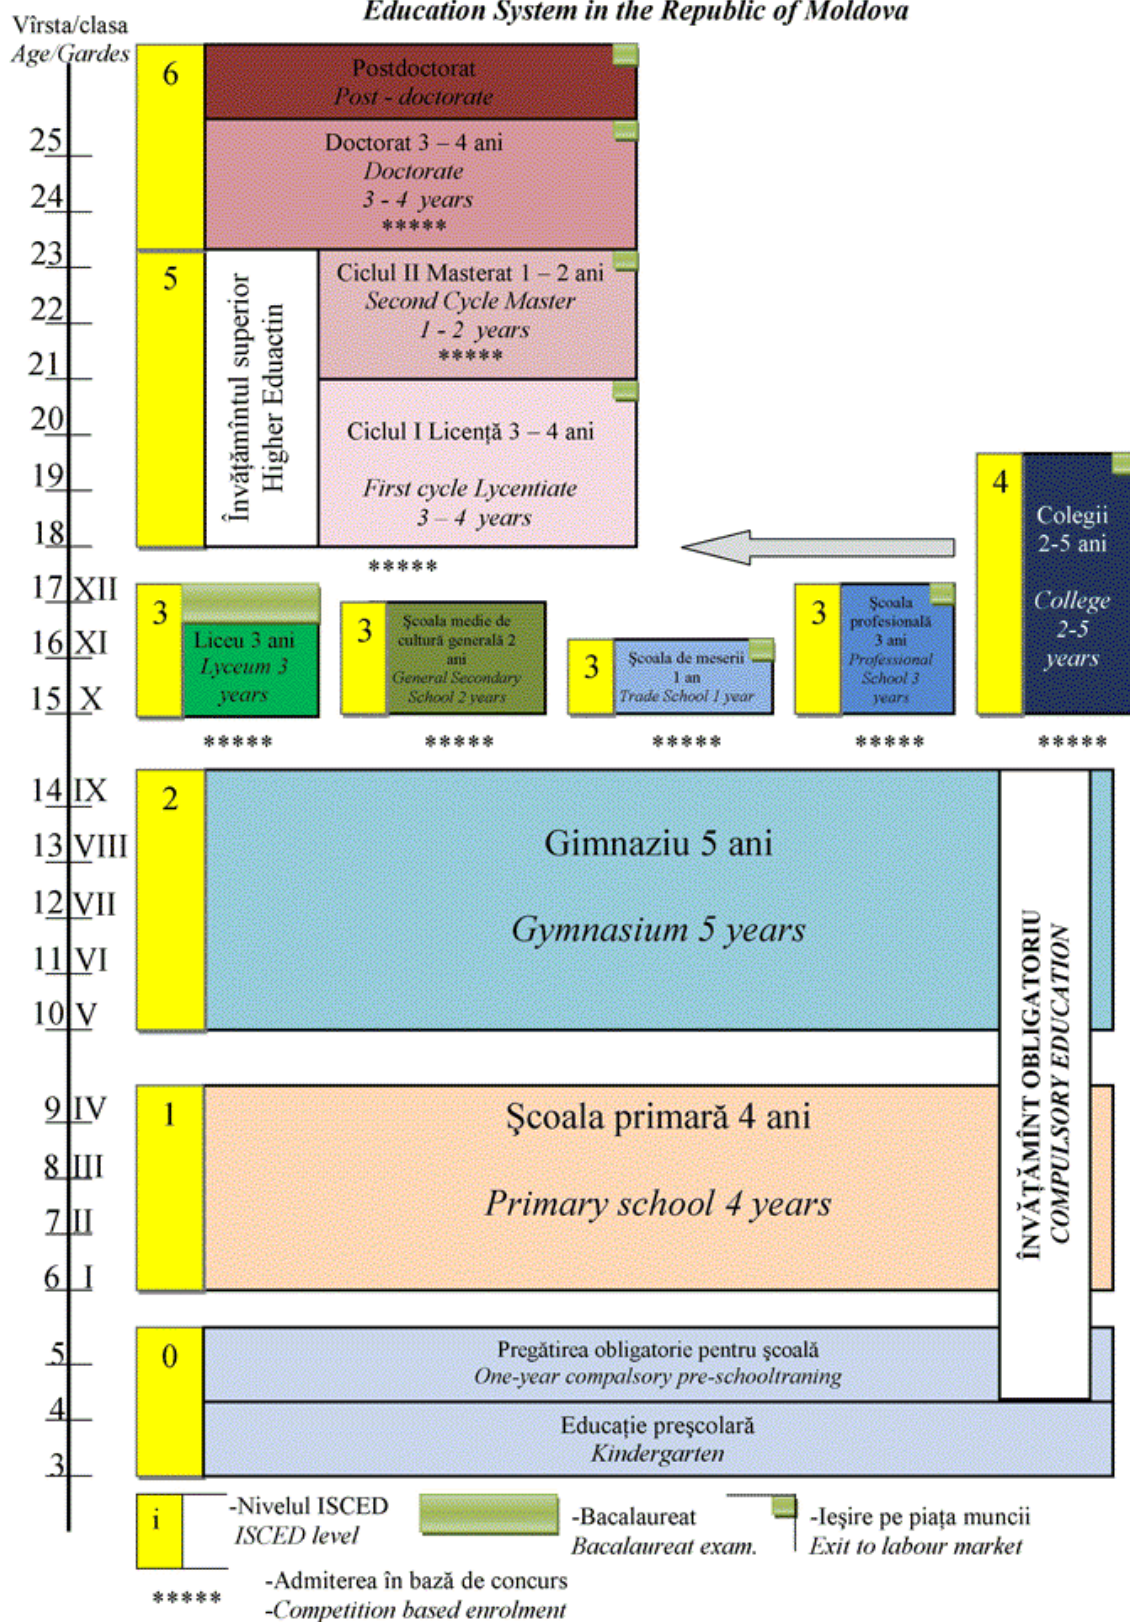 Education System in the Republic of Moldova
Vîrsta/clasa
Age/Gardes
6
Postdoctorat
Post - doctorate
25
Doctorat 3 – 4 ani
Doctorate
3 - 4 years
*****
24
23
5
Învățămîntul superior
Higher Eduactin
Ciclul II Masterat 1 – 2 ani
Second Cycle Master
1 - 2 years
*****
22
21
20
Ciclul I Licență 3 – 4 ani
First cycle Lycentiate
3 – 4 years
19
18
*****
4
Colegii
2-5 ani
College
2-5
years
17 XII
16 XI
15 X
3
Liceu 3 ani
Lyceum 3
years
3
Şcoala medie de
cultură generală 2
ani
General Secondary
School 2 years
3
Şcoala de meserii
1 an
Trade School 1 year
3
Şcoala
profesională
3 ani
Professional
School 3
years
***** ***** ***** ***** *****
14 IX
13 VIII
12 VII
11 VI
10 V
2
Gimnaziu 5 ani
Gymnasium 5 years
ÎNVĂȚĂMÎNT OBLIGATORIU
COMPULSORY EDUCATION
9 IV
8 III
7 II
6 I
1
Şcoala primară 4 ani
Primary school 4 years
5
4
3
0
Pregătirea obligatorie pentru şcoală
One-year compalsory pre-schooltraning
Educație preşcolară
Kindergarten
i
-Nivelul ISCED
ISCED level
-Bacalaureat
Bacalaureat exam.
-Ieşire pe piața muncii
Exit to labour market
*****
-Admiterea în bază de concurs
-Competition based enrolment